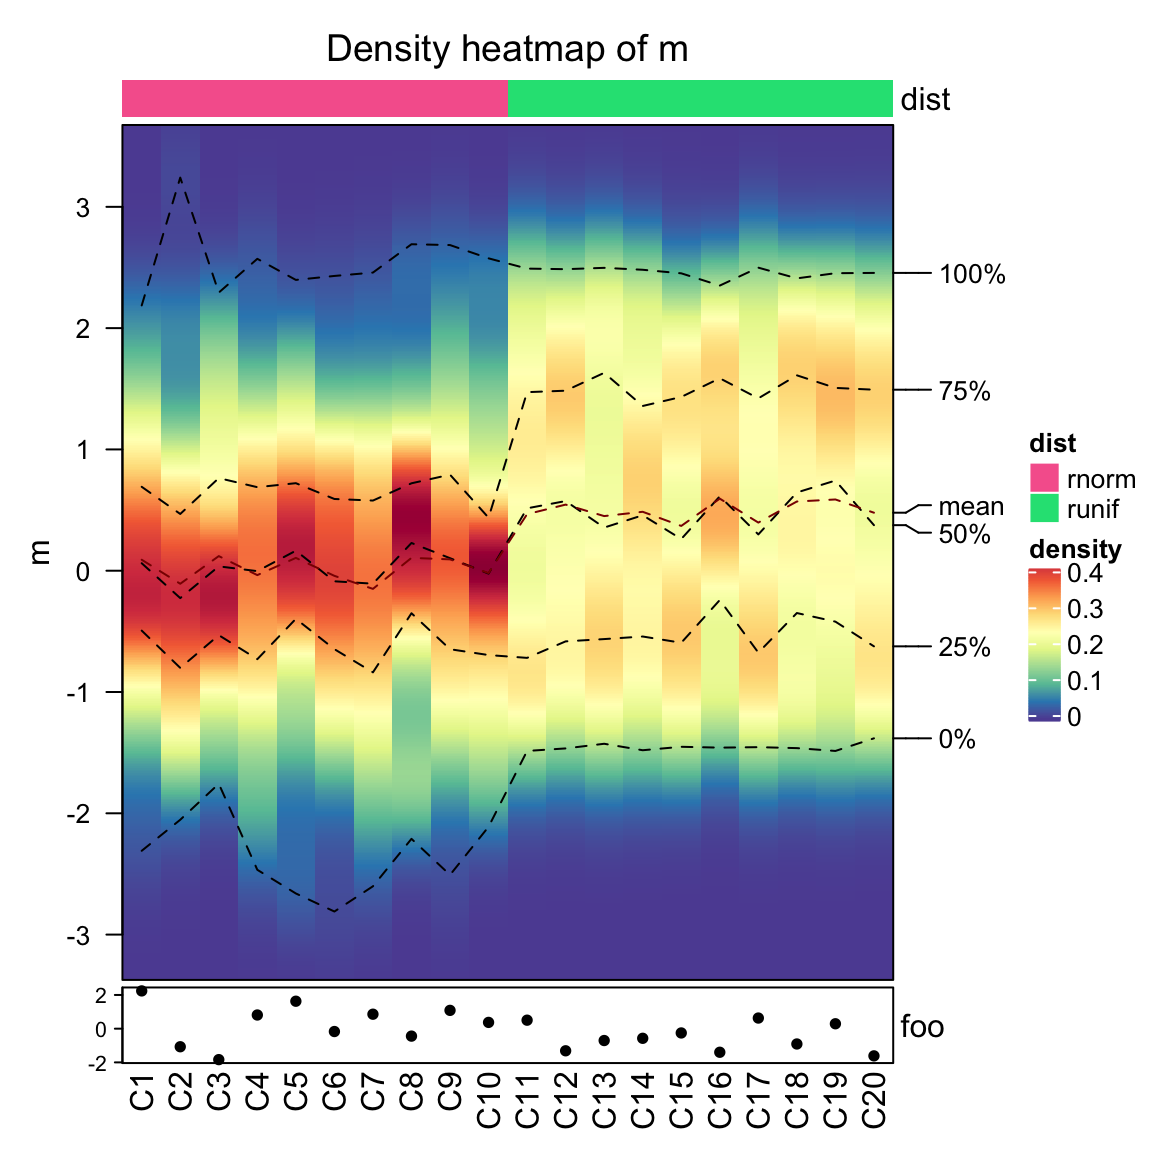 Density heatmap of m
dist
m
3
2
1
0
-1
-2
-3
100%
75%
mean
50%
25%
0%
dist
rnorm
runif
density
0.4
0.3
0.2
0.1
0
2
0
-2
foo
C1 C2 C3 C4 C5 C6 C7 C8 C9 C10 C11 C12 C13 C14 C15 C16 C17 C18 C19 C20